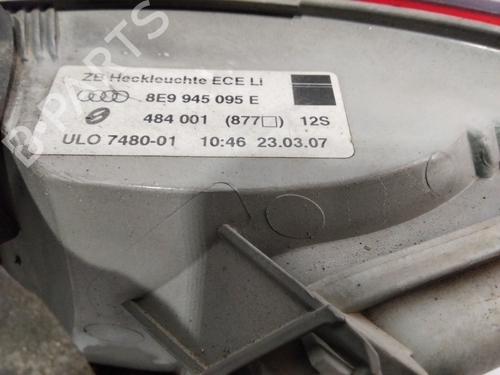 B-PARTS
ZB Heckleuchte ECE Li
8E9 945 095 E
484 001 (877□) 12S
ULO 7480-01 10:46 23.03.07